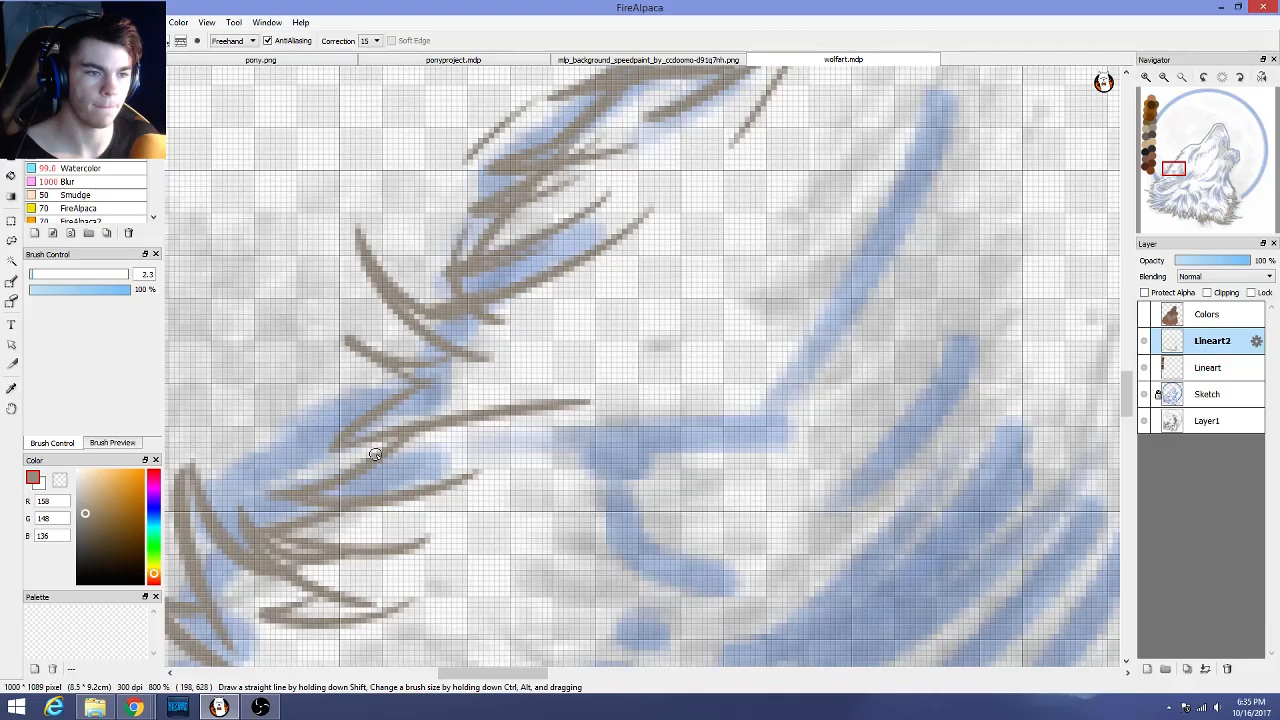 FireAlpaca
Color View Tool Window Help
Freehand AntiAliasing Correction 15 Soft Edge
pony.png ponyproject.mdp mlp_background_speedpaint_by_ccdoomo-d91q7nh.png wolfart.mdp
Navigator
99.0 Watercolor
1000 Blur
50 Smudge
70 FireAlpaca
70 FireAlpaca2
Brush Control
2.3
100 %
Brush Control Brush Preview
Color
R 158
G 148
B 136
Palette
---
Layer
Opacity 100 %
Blending Normal
Protect Alpha Clipping Lock
Colors
Lineart2
Lineart
Sketch
Layer1
1000 * 1089 pixel (8.5 * 9.2cm) 300 dpi 800 % ( 198, 628 ) Draw a straight line by holding down Shift, Change a brush size by holding down Ctrl, Alt, and dragging
BLIZZARD
6:35 PM
10/16/2017